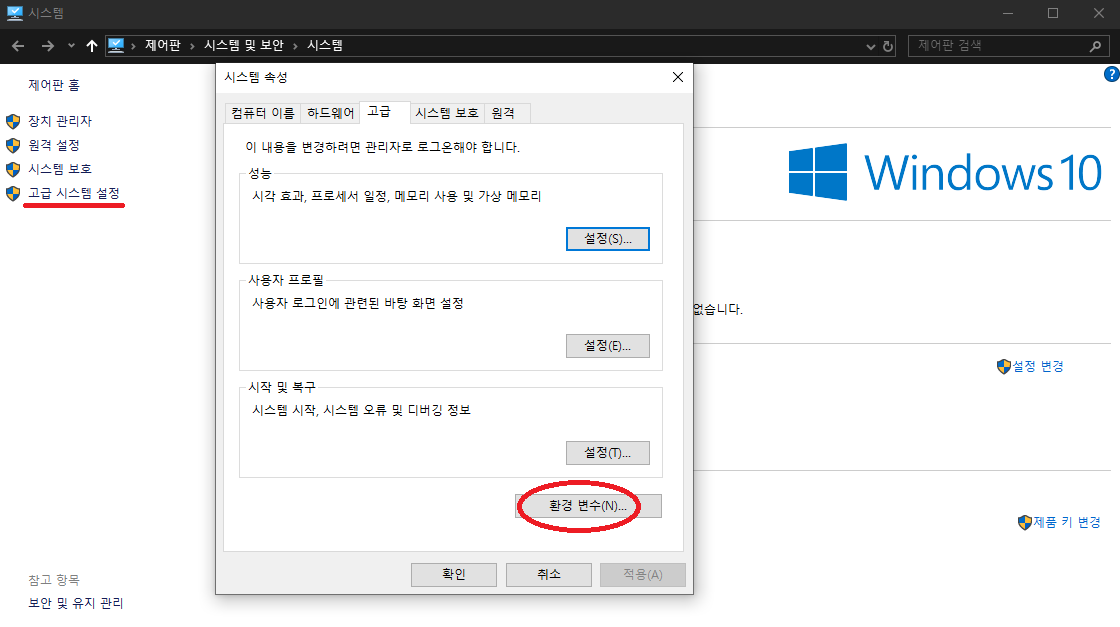 시스템
제어판 시스템 및 보안 시스템
제어판 검색
제어판 홈
장치 관리자
원격 설정
시스템 보호
고급 시스템 설정
시스템 속성
컴퓨터 이름 하드웨어 고급 시스템 보호 원격
이 내용을 변경하려면 관리자로 로그온해야 합니다.
성능
시각 효과, 프로세서 일정, 메모리 사용 및 가상 메모리
설정(S)...
사용자 프로필
사용자 로그인에 관련된 바탕 화면 설정
설정(E)...
시작 및 복구
시스템 시작, 시스템 오류 및 디버깅 정보
설정(T)...
환경 변수(N)...
확인 취소 적용(A)
?
Windows 10
없습니다.
설정 변경
제품 키 변경
참고 항목
보안 및 유지 관리